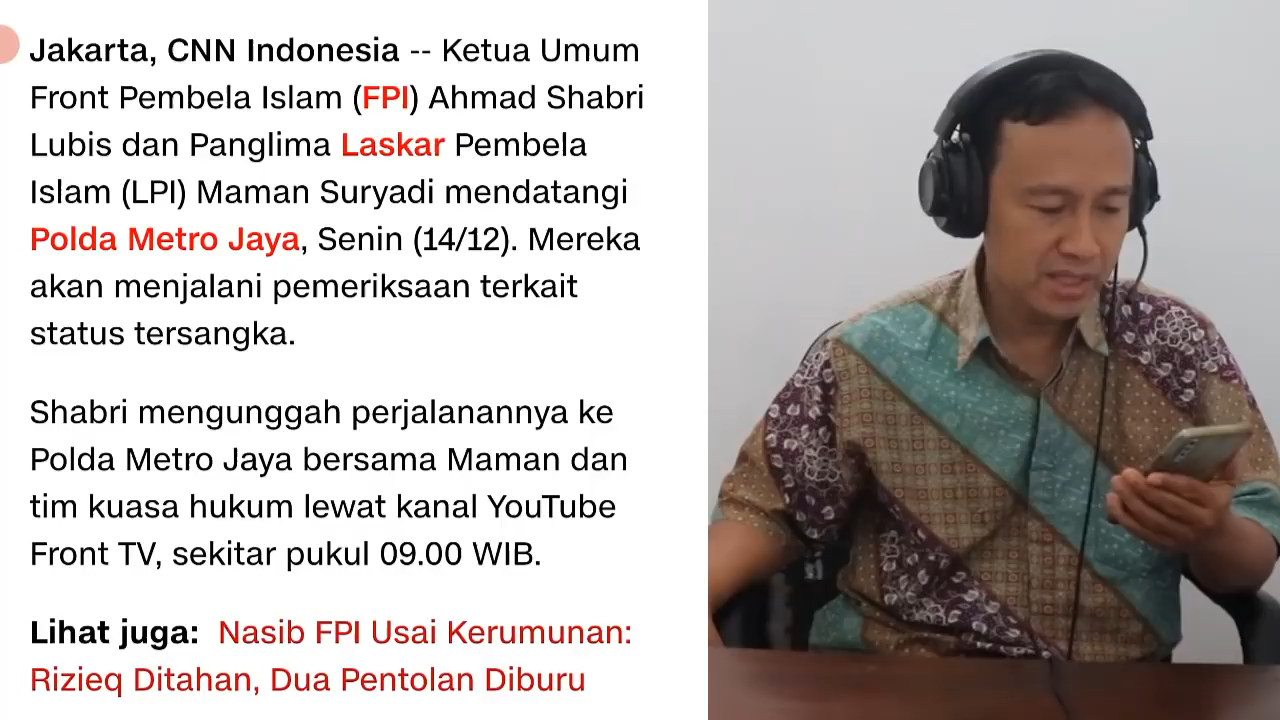 Jakarta, CNN Indonesia -- Ketua Umum
Front Pembela Islam (FPI) Ahmad Shabri
Lubis dan Panglima Laskar Pembela
Islam (LPI) Maman Suryadi mendatangi
Polda Metro Jaya, Senin (14/12). Mereka
akan menjalani pemeriksaan terkait
status tersangka.
Shabri mengunggah perjalanannya ke
Polda Metro Jaya bersama Maman dan
tim kuasa hukum lewat kanal YouTube
Front TV, sekitar pukul 09.00 WIB.
Lihat juga: Nasib FPI Usai Kerumunan:
Rizieq Ditahan, Dua Pentolan Diburu